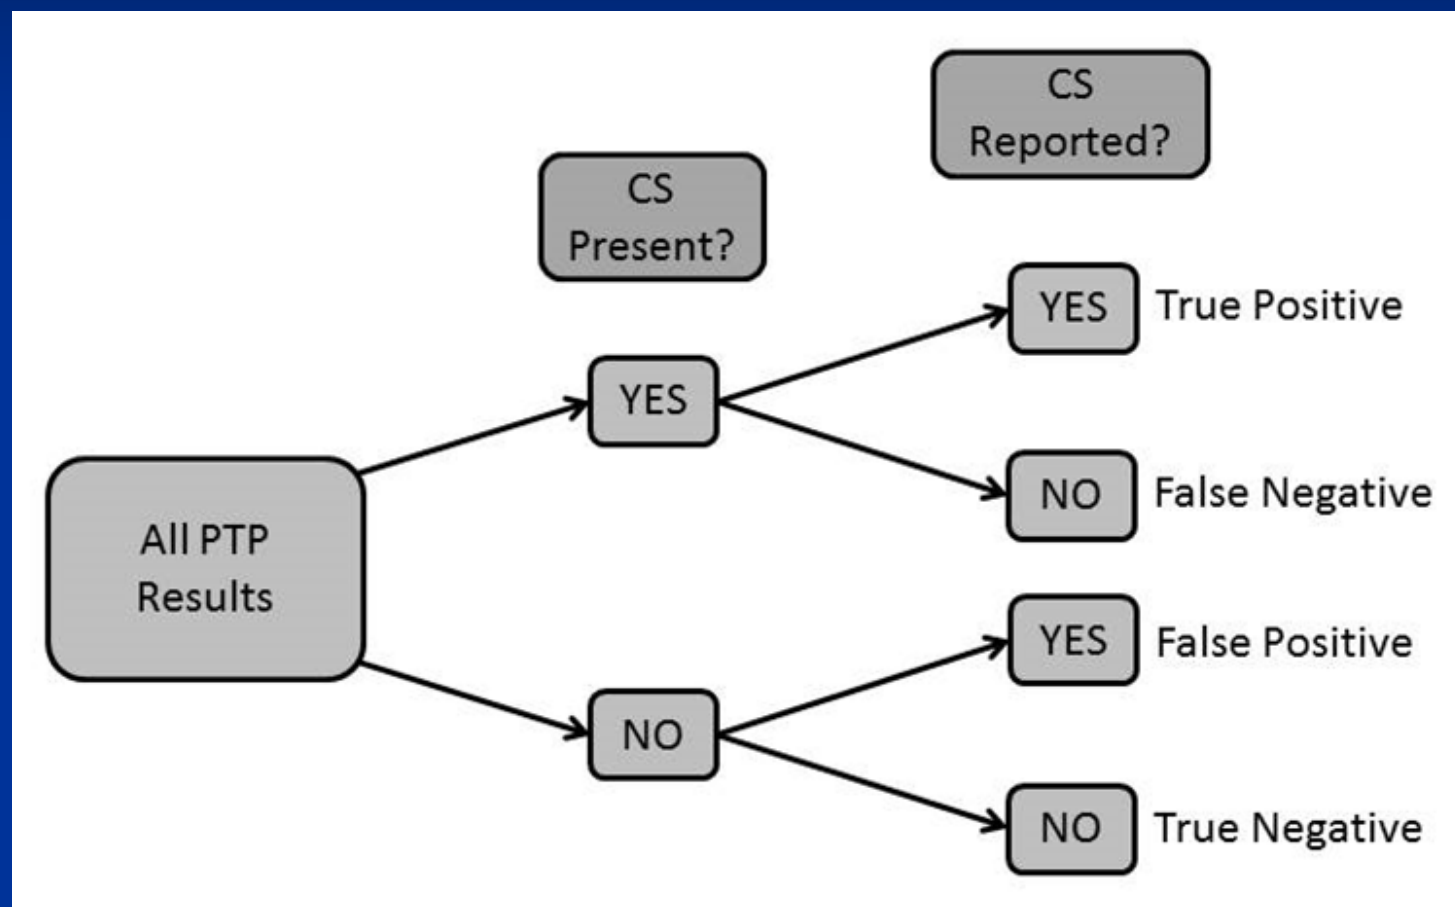 CS
Reported?
CS
Present?
YES True Positive
YES
NO False Negative
All PTP
Results
YES False Positive
NO
NO True Negative